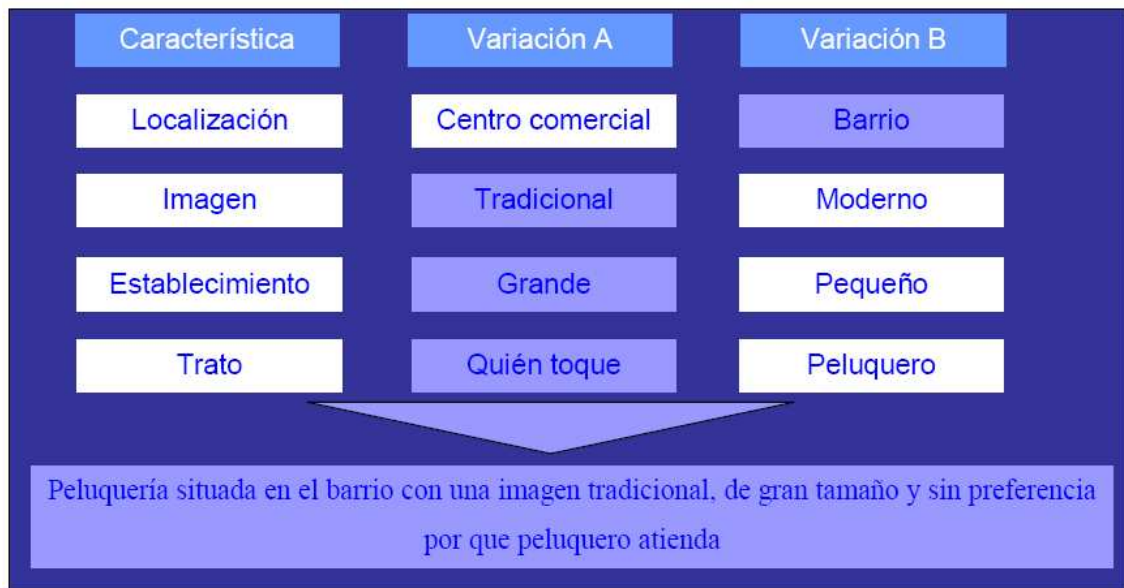 Característica Variación A Variación B
Localización Centro comercial Barrio
Imagen Tradicional Moderno
Establecimiento Grande Pequeño
Trato Quién toque Peluquero
Peluquería situada en el barrio con una imagen tradicional, de gran tamaño y sin preferencia
por que peluquero atienda